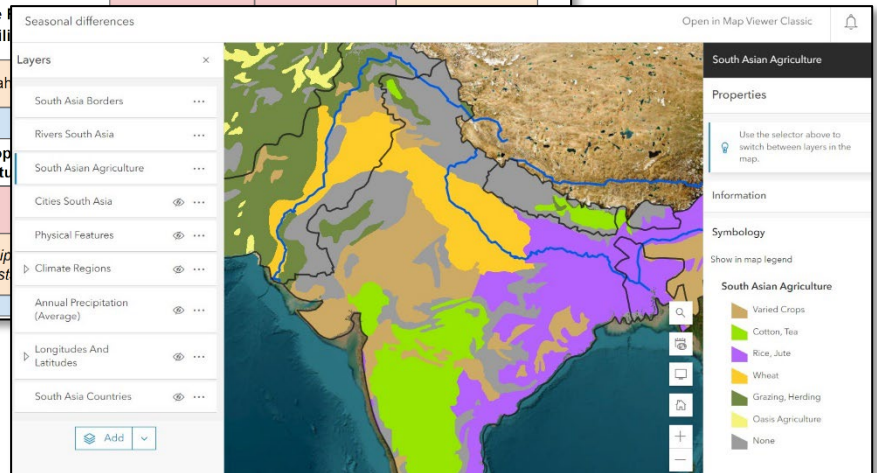 Seasonal differences
Open in Map Viewer Classic
Layers
South Asia Borders
Rivers South Asia
South Asian Agriculture
Cities South Asia
Physical Features
Climate Regions
Annual Precipitation
(Average)
Longitudes And
Latitudes
South Asia Countries
Add
South Asian Agriculture
Properties
Use the selector above to
switch between layers in the
map.
Information
Symbology
Show in map legend
South Asian Agriculture
Varied Crops
Cotton, Tea
Rice, Jute
Wheat
Grazing, Herding
Oasis Agriculture
None